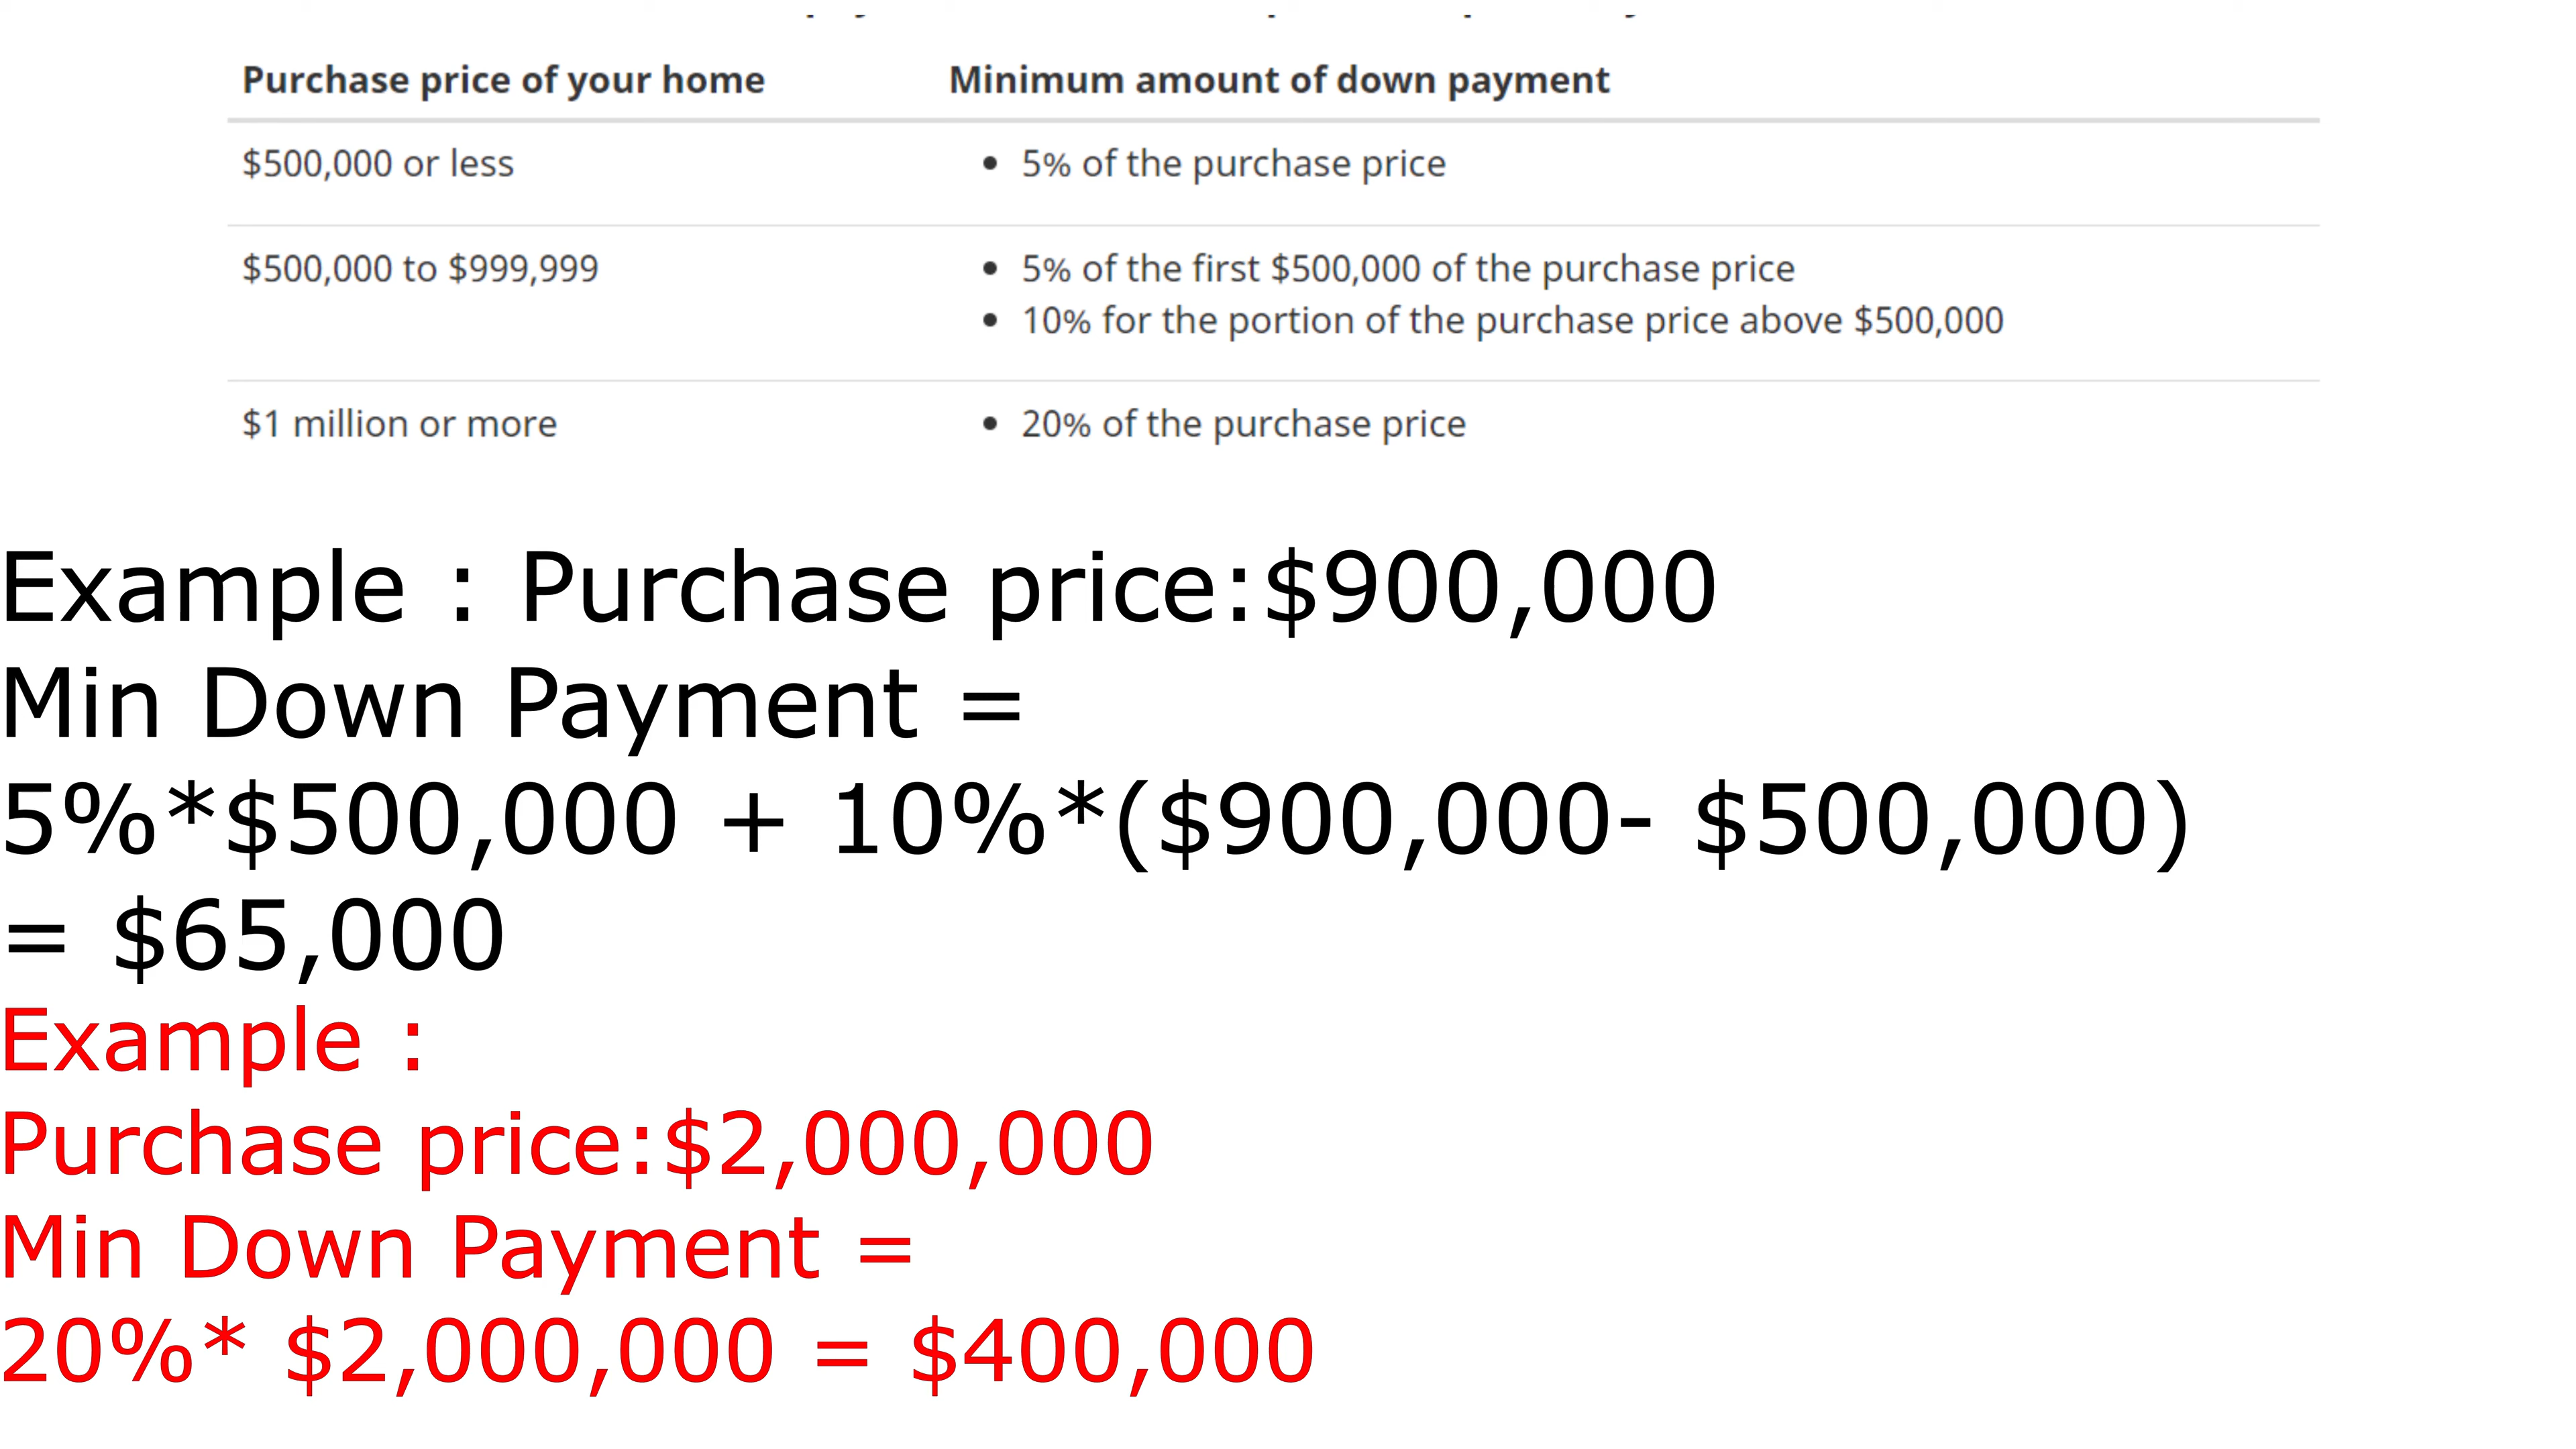 Purchase price of your home Minimum amount of down payment
$500,000 or less • 5% of the purchase price
$500,000 to $999,999 • 5% of the first $500,000 of the purchase price
• 10% for the portion of the purchase price above $500,000
$1 million or more • 20% of the purchase price
Example : Purchase price:$900,000
Min Down Payment =
5%*$500,000 + 10%*($900,000- $500,000)
= $65,000
Example :
Purchase price:$2,000,000
Min Down Payment =
20%* $2,000,000 = $400,000